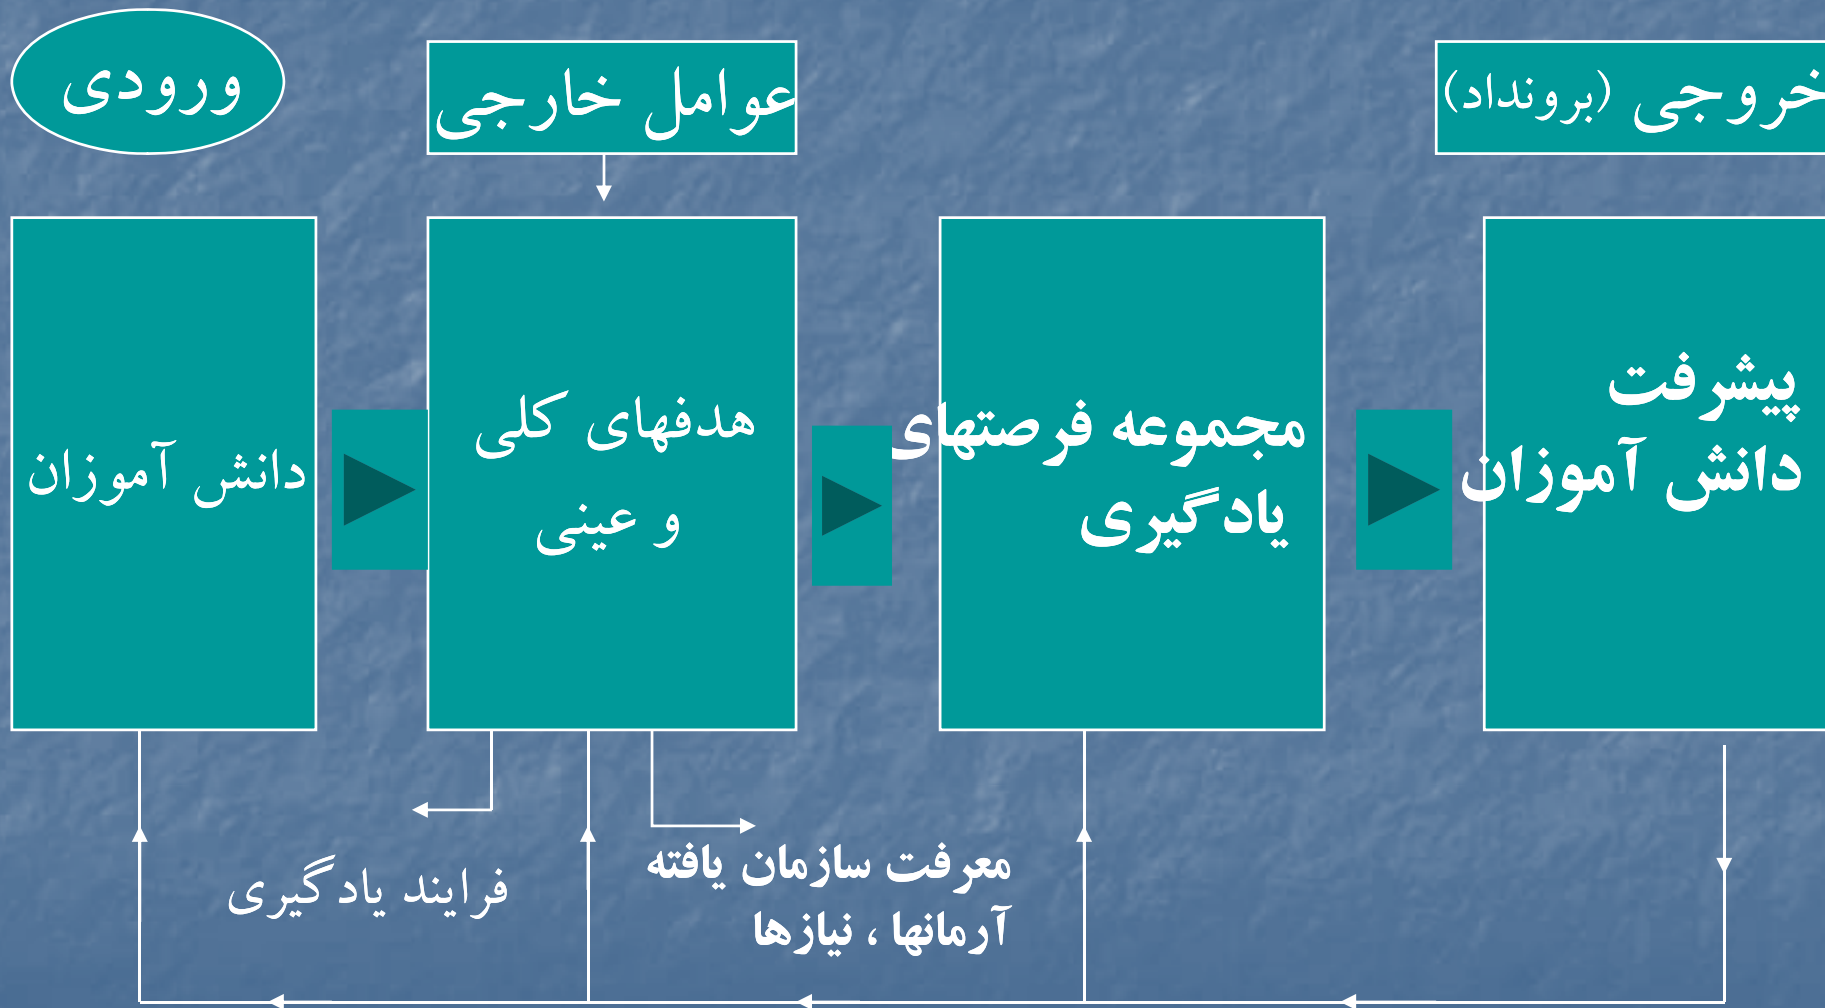 ورودی
عوامل خارجی
خروجی (برونداد)
دانش آموزان
هدفهای کلی
و عینی
مجموعه فرصتهای
یادگیری
پیشرفت
دانش آموزان
فرایند یادگیری
معرفت سازمان یافته
آرمانها ، نیازها